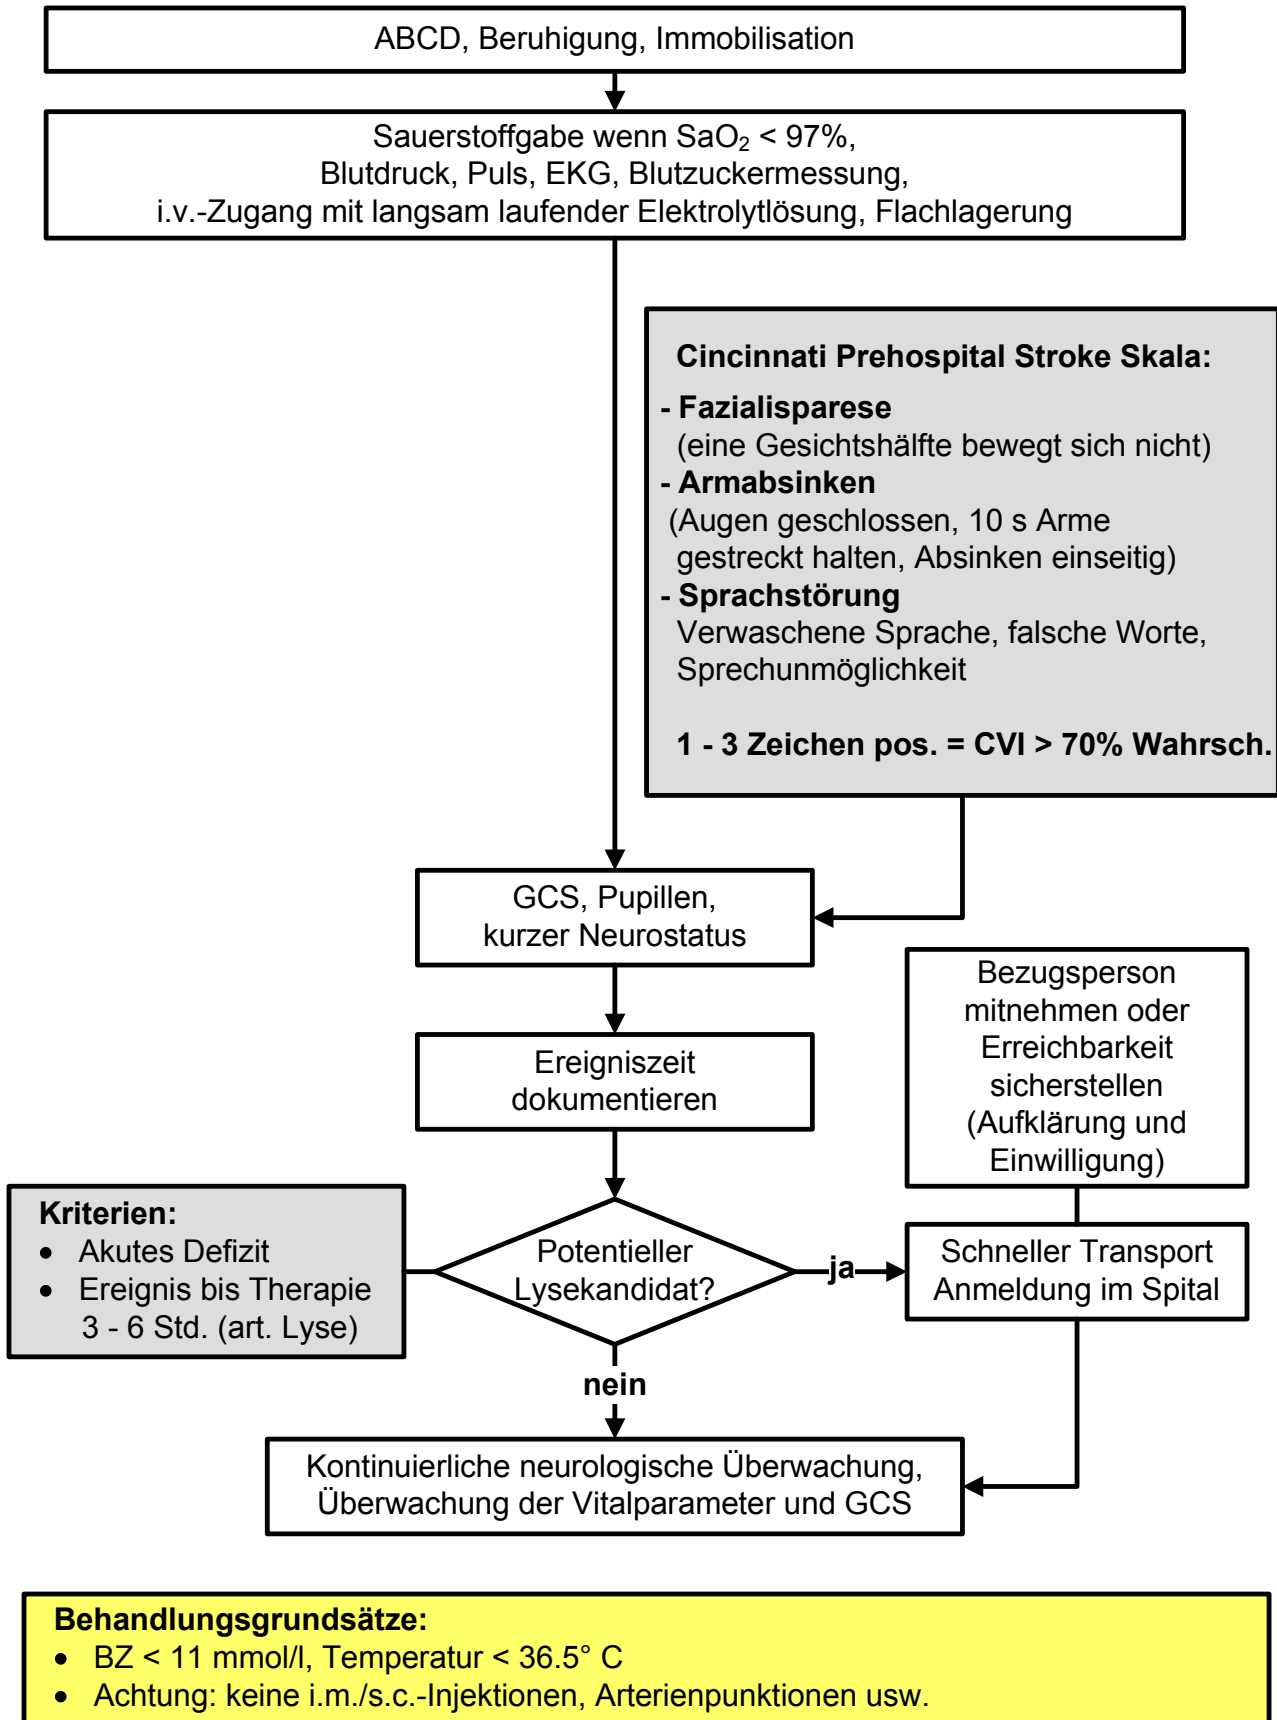 ABCD, Beruhigung, Immobilisation
Sauerstoffgabe wenn SaO₂ < 97%,
Blutdruck, Puls, EKG, Blutzuckermessung,
i.v.-Zugang mit langsam laufender Elektrolytlösung, Flachlagerung
Cincinnati Prehospital Stroke Skala:
- Fazialisparese
(eine Gesichtshälfte bewegt sich nicht)
- Armabsinken
(Augen geschlossen, 10 s Arme
gestreckt halten, Absinken einseitig)
- Sprachstörung
Verwaschene Sprache, falsche Worte,
Sprechunmöglichkeit
1 - 3 Zeichen pos. = CVI > 70% Wahrsch.
GCS, Pupillen,
kurzer Neurostatus
Ereigniszeit
dokumentieren
Bezugsperson
mitnehmen oder
Erreichbarkeit
sicherstellen
(Aufklärung und
Einwilligung)
Kriterien:
• Akutes Defizit
• Ereignis bis Therapie
3 - 6 Std. (art. Lyse)
Potentieller
Lysekandidat?
ja
Schneller Transport
Anmeldung im Spital
nein
Kontinuierliche neurologische Überwachung,
Überwachung der Vitalparameter und GCS
Behandlungsgrundsätze:
• BZ < 11 mmol/l, Temperatur < 36.5° C
• Achtung: keine i.m./s.c.-Injektionen, Arterienpunktionen usw.